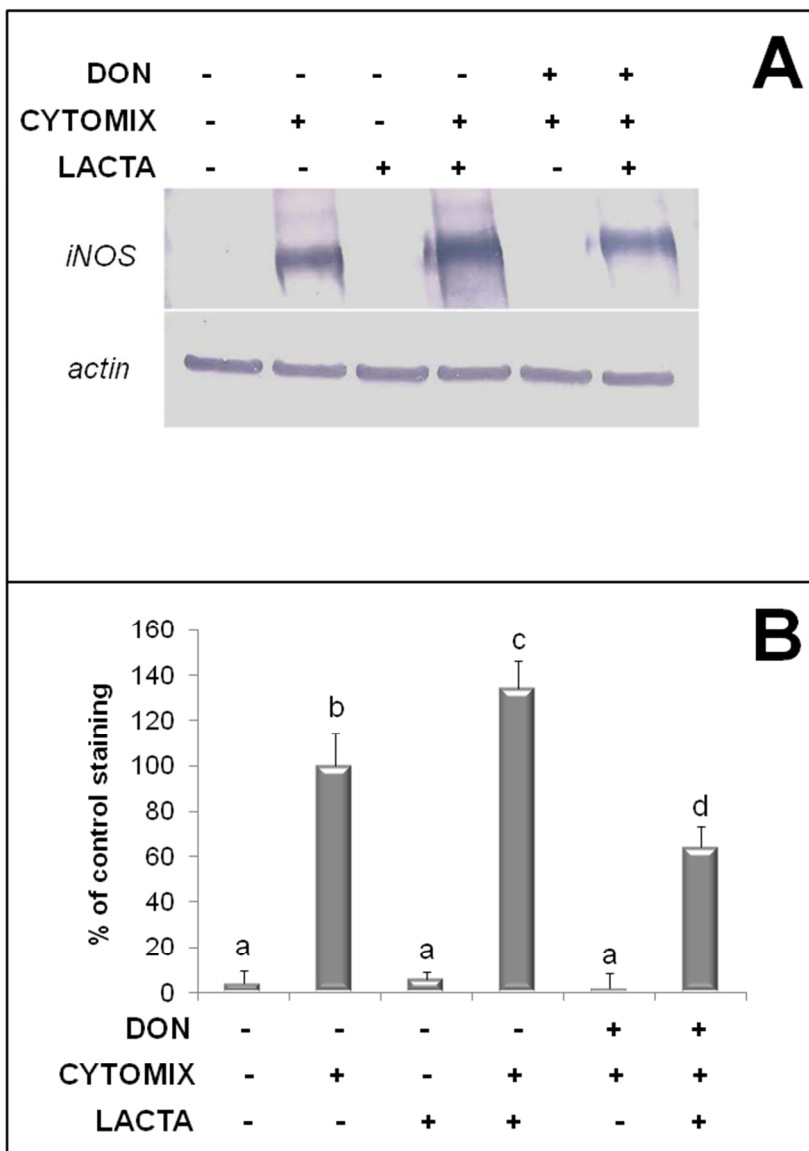 A
DON - - - - + +
CYTOMIX - + - + + +
LACTA - - + + - +
iNOS
actin
B
160
140
120
100
80
60
40
20
0
% of control staining
a b a c a d
DON - - - - + +
CYTOMIX - + - + + +
LACTA - - + + - +